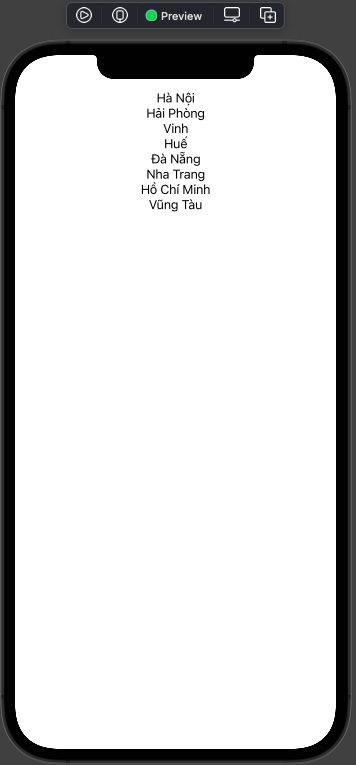 Preview
Hà Nội
Hải Phòng
Vinh
Huế
Đà Nẵng
Nha Trang
Hồ Chí Minh
Vũng Tàu